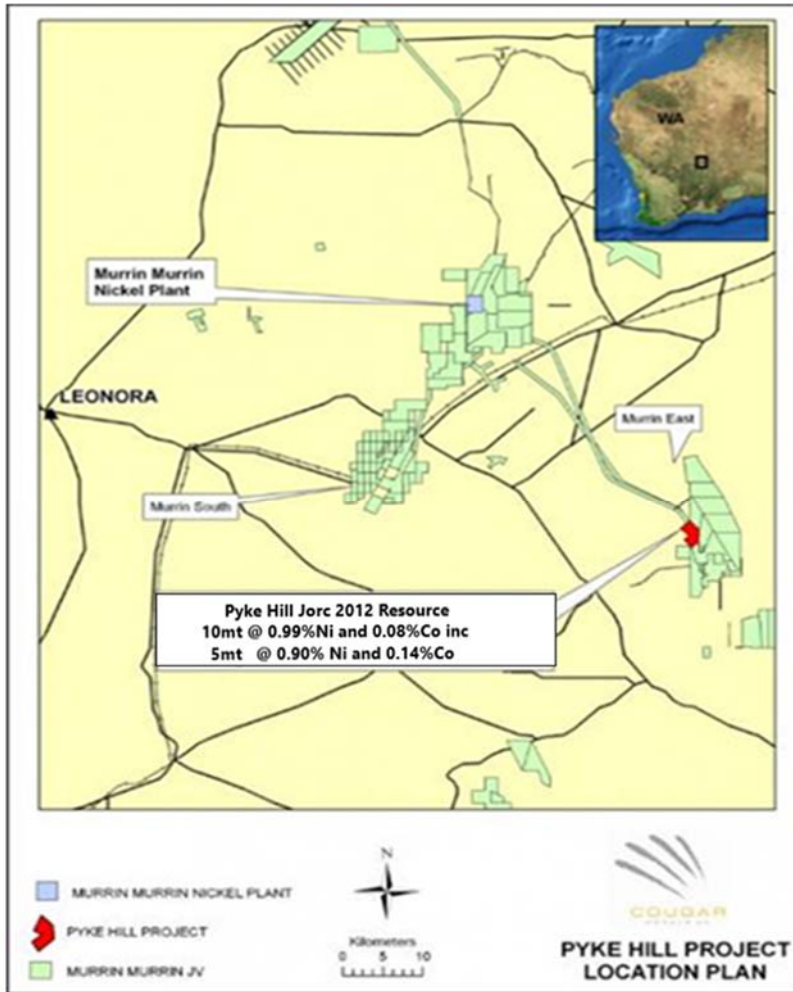 WA
Murrin Murrin
Nickel Plant
LEONORA
Murrin East
Murrin South
Pyke Hill Jorc 2012 Resource
10mt @ 0.99%Ni and 0.08%Co inc
5mt @ 0.90% Ni and 0.14%Co
MURRIN MURRIN NICKEL PLANT
PYKE HILL PROJECT
MURRIN MURRIN JV
N
Kilometers
0 5 10
COUGAR
PYKE HILL PROJECT
LOCATION PLAN